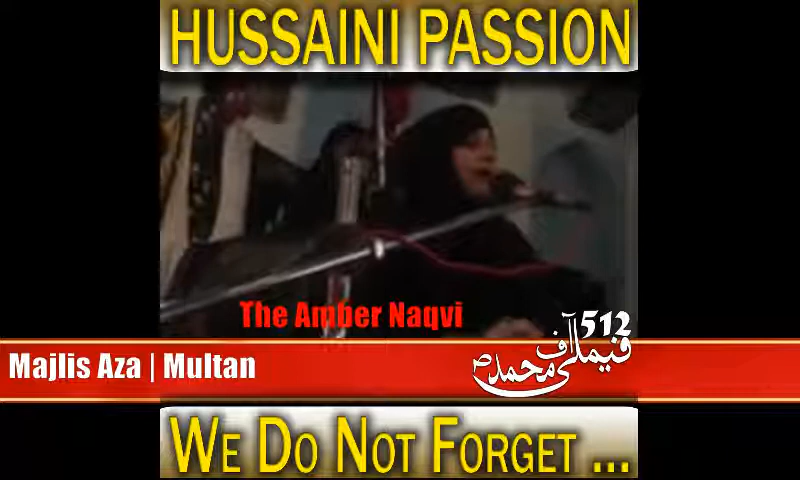 HUSSAINI PASSION
The Amber Naqvi
512
فیملی آف محمدؐ
Majlis Aza | Multan
WE DO NOT FORGET ...